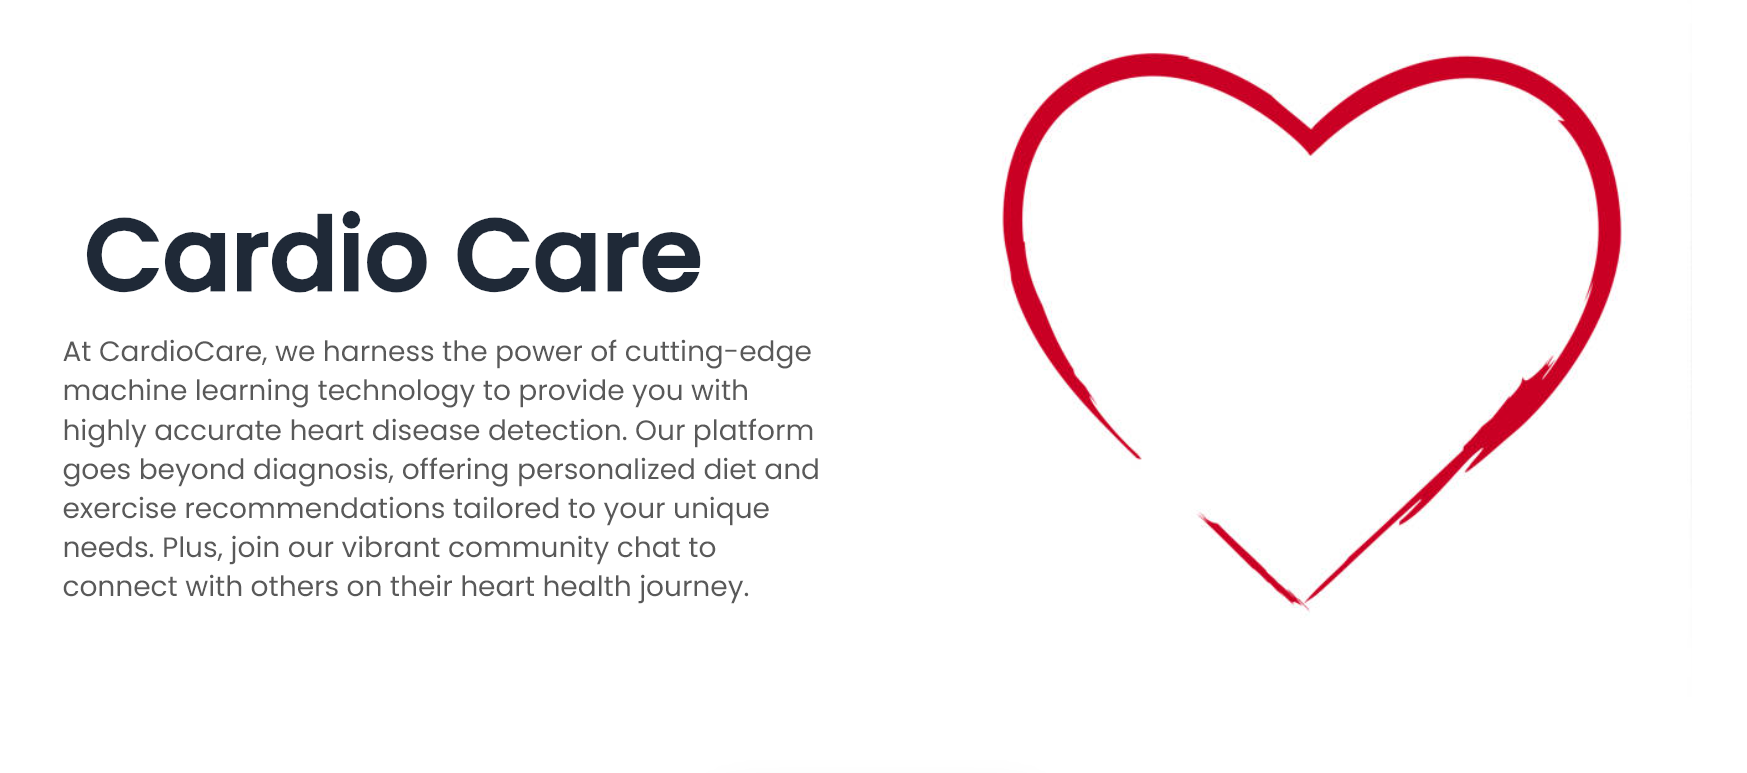 Cardio Care
At CardioCare, we harness the power of cutting-edge
machine learning technology to provide you with
highly accurate heart disease detection. Our platform
goes beyond diagnosis, offering personalized diet and
exercise recommendations tailored to your unique
needs. Plus, join our vibrant community chat to
connect with others on their heart health journey.